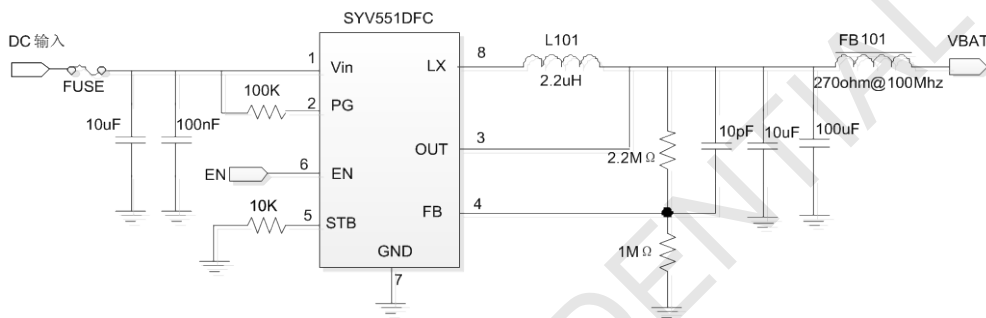 SYV551DFC
DC 输入
FUSE
10uF
100nF
100K
1
Vin
2
PG
EN
6
EN
10K
5
STB
GND
7
LX
8
OUT
3
FB
4
L101
2.2uH
2.2MΩ
1MΩ
10pF
10uF
100uF
FB101
270ohm@100Mhz
VBAT
DENTIAL